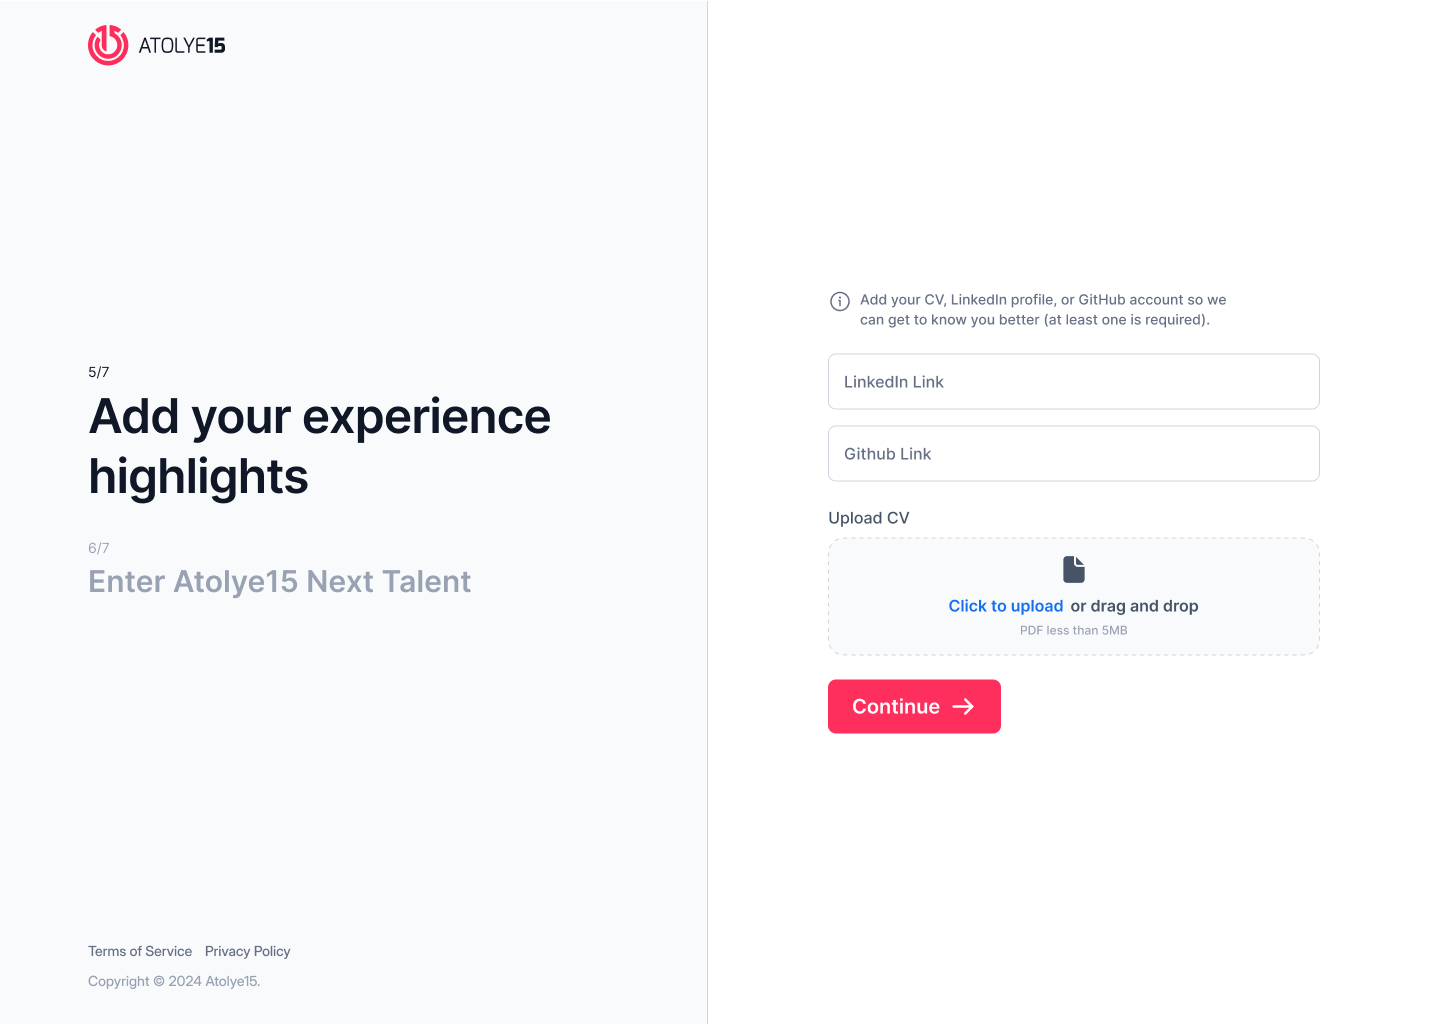 ATOLYE15
5/7
Add your experience
highlights
6/7
Enter Atolye15 Next Talent
Terms of Service Privacy Policy
Copyright © 2024 Atolye15.
Add your CV, LinkedIn profile, or GitHub account so we
can get to know you better (at least one is required).
LinkedIn Link
Github Link
Upload CV
Click to upload or drag and drop
PDF less than 5MB
Continue